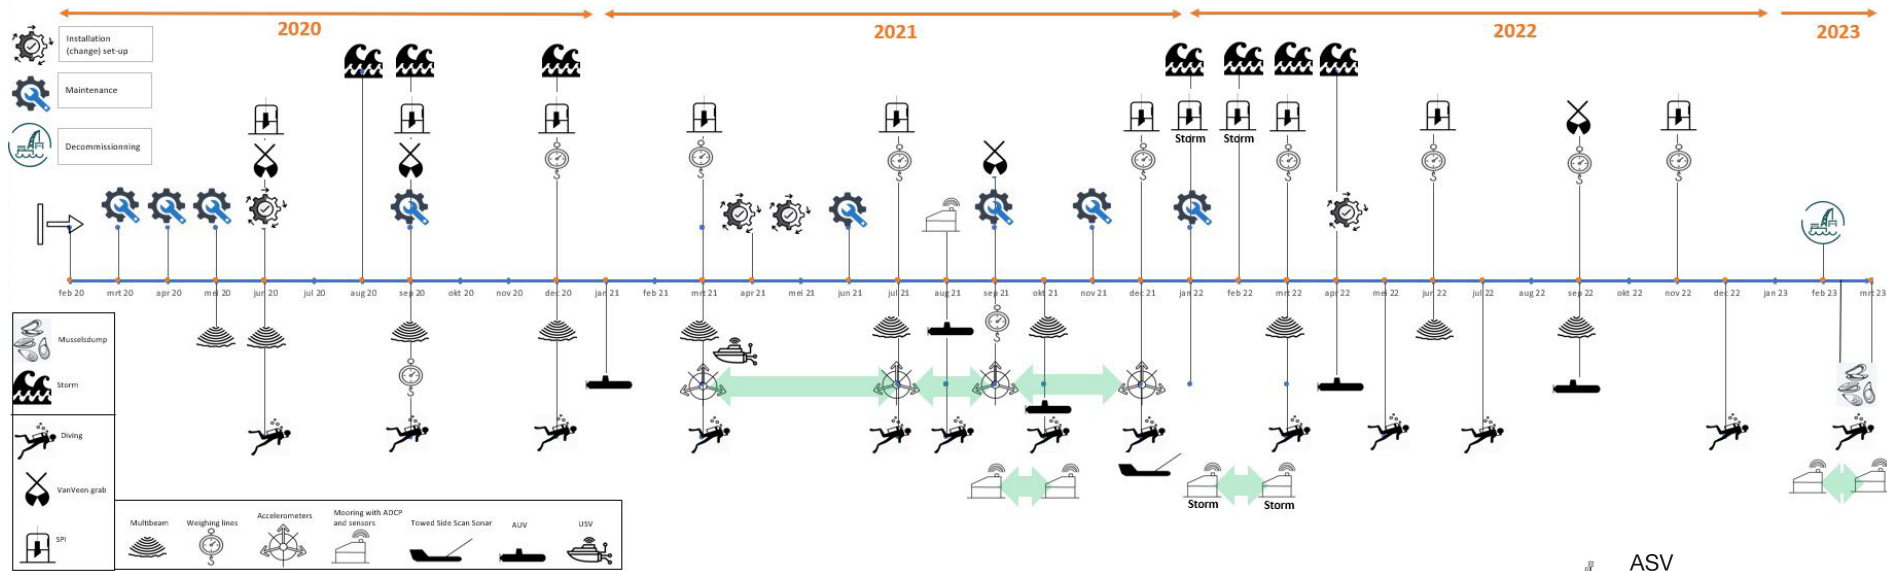 2020
2021
2022
2023
Installation
(change) set-up
Maintenance
Decommissionning
Storm
Storm
feb 20
mrt 20
apr 20
mei 20
jun 20
jul 20
aug 20
sep 20
okt 20
nov 20
dec 20
jan 21
feb 21
mrt 21
apr 21
mei 21
jun 21
jul 21
aug 21
sep 21
okt 21
nov 21
dec 21
jan 22
feb 22
mrt 22
apr 22
mei 22
jun 22
jul 22
aug 22
sep 22
okt 22
nov 22
dec 22
jan 23
feb 23
mrt 23
Musselsdump
Storm
Diving
VanVeen grab
SPI
Storm
Storm
Multibeam
Weighing lines
Accelerometers
Mooring with ADCP
and sensors
Towed Side Scan Sonar
AUV
USV
ASV